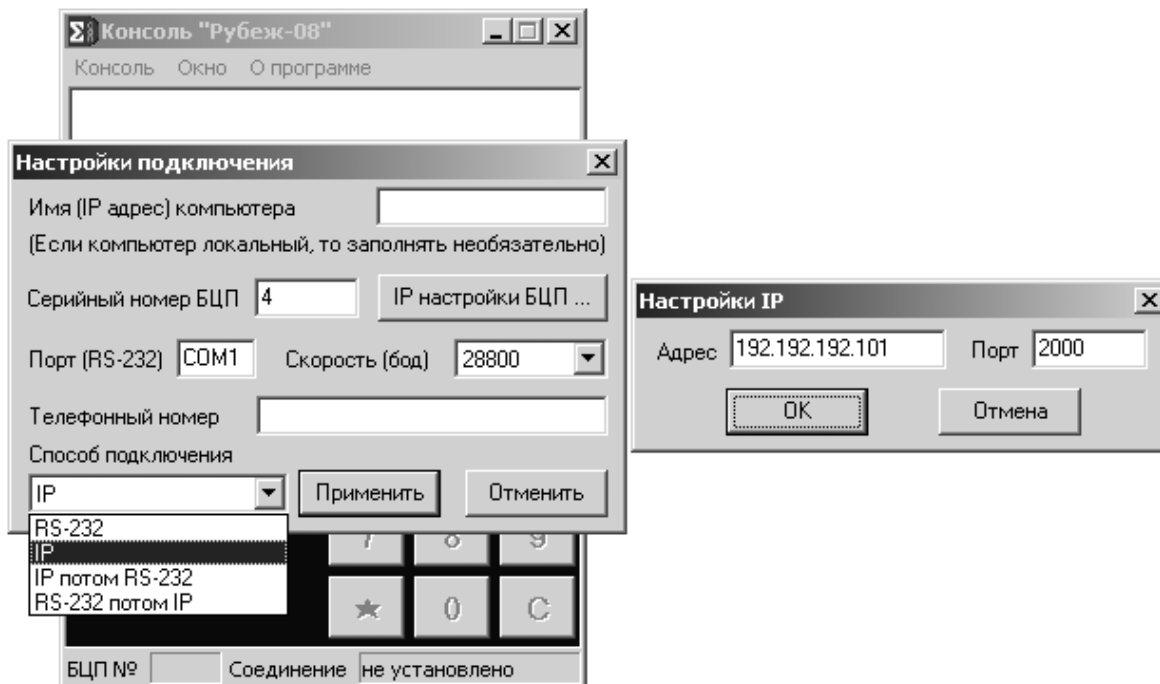 Консоль "Рубеж-08"
Консоль Окно О программе
Настройки подключения
Имя (IP адрес) компьютера
(Если компьютер локальный, то заполнять необязательно)
Серийный номер БЦП 4 IP настройки БЦП ...
Порт (RS-232) COM1 Скорость (бод) 28800
Телефонный номер
Способ подключения
IP Применить Отменить
RS-232
IP
IP потом RS-232
RS-232 потом IP
7 8 9
★ 0 C
БЦП № Соединение не установлено
Настройки IP
Адрес 192.192.192.101 Порт 2000
OK Отмена